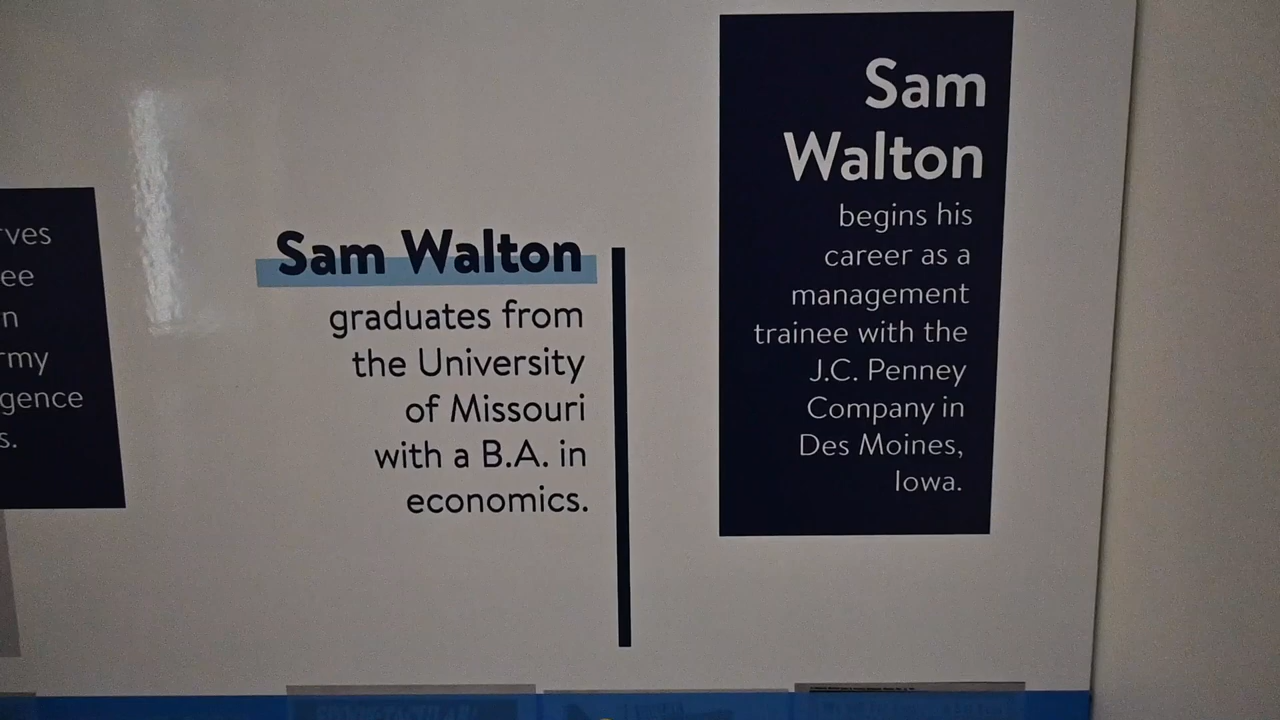 Sam Walton
graduates from
the University
of Missouri
with a B.A. in
economics.
Sam
Walton
begins his
career as a
management
trainee with the
J.C. Penney
Company in
Des Moines,
Iowa.